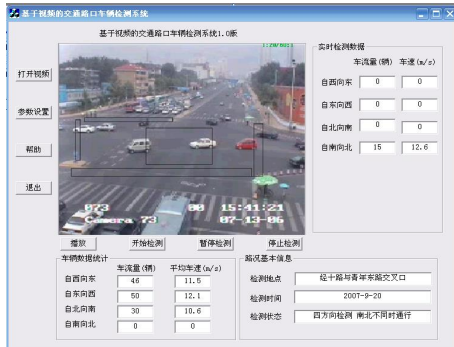 基于视频的交通路口车辆检测系统
基于视频的交通路口车辆检测系统1.0版
打开视频
参数设置
帮助
退出
073 00 15:41:21
Camera 73 07-13-06
播放 开始检测 暂停检测 停止检测
实时检测数据
车流量(辆) 车速(m/s)
自西向东 0 0
自东向西 0 0
自北向南 0 0
自南向北 15 12.6
车辆数据统计
车流量(辆) 平均车速(m/s)
自西向东 46 11.5
自东向西 50 12.1
自北向南 30 10.6
自南向北 0 0
路况基本信息
检测地点 经十路与青年东路交叉口
检测时间 2007-9-20
检测状态 四方向检测 南北不同时通行